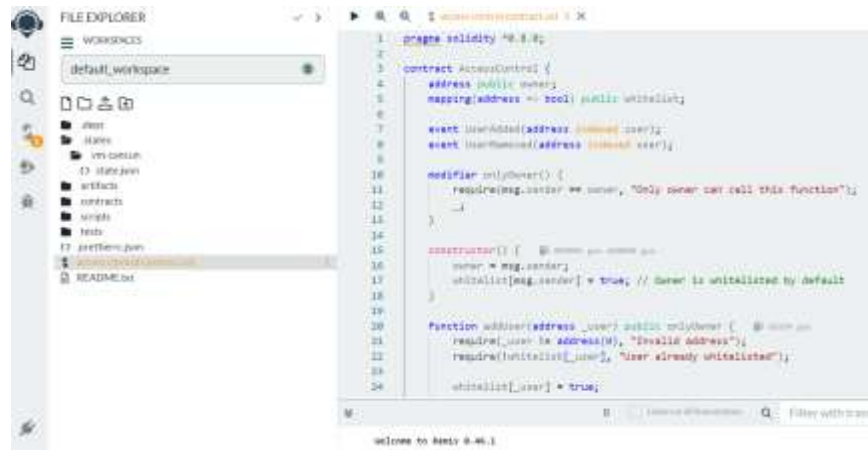 FILE EXPLORER
WORKSPACES
default_workspace
.deps
.states
vm-cancun
state.json
artifacts
contracts
scripts
tests
.prettierrc.json
README.txt
1 pragma solidity ^0.8.0;
2
3 contract AccessControl {
4 address public owner;
5 mapping(address => bool) public whitelist;
6
7 event UserAdded(address indexed user);
8 event UserRemoved(address indexed user);
9
10 modifier onlyOwner() {
11 require(msg.sender == owner, "Only owner can call this function");
12 _;
13 }
14
15 constructor() {
16 owner = msg.sender;
17 whitelist[msg.sender] = true; // Owner is whitelisted by default
18 }
19
20 function addUser(address _user) public onlyOwner {
21 require(_user != address(0), "Invalid address");
22 require(!whitelist[_user], "User already whitelisted");
23
24 whitelist[_user] = true;
0
Filter with tran
Welcome to Remix 0.46.1